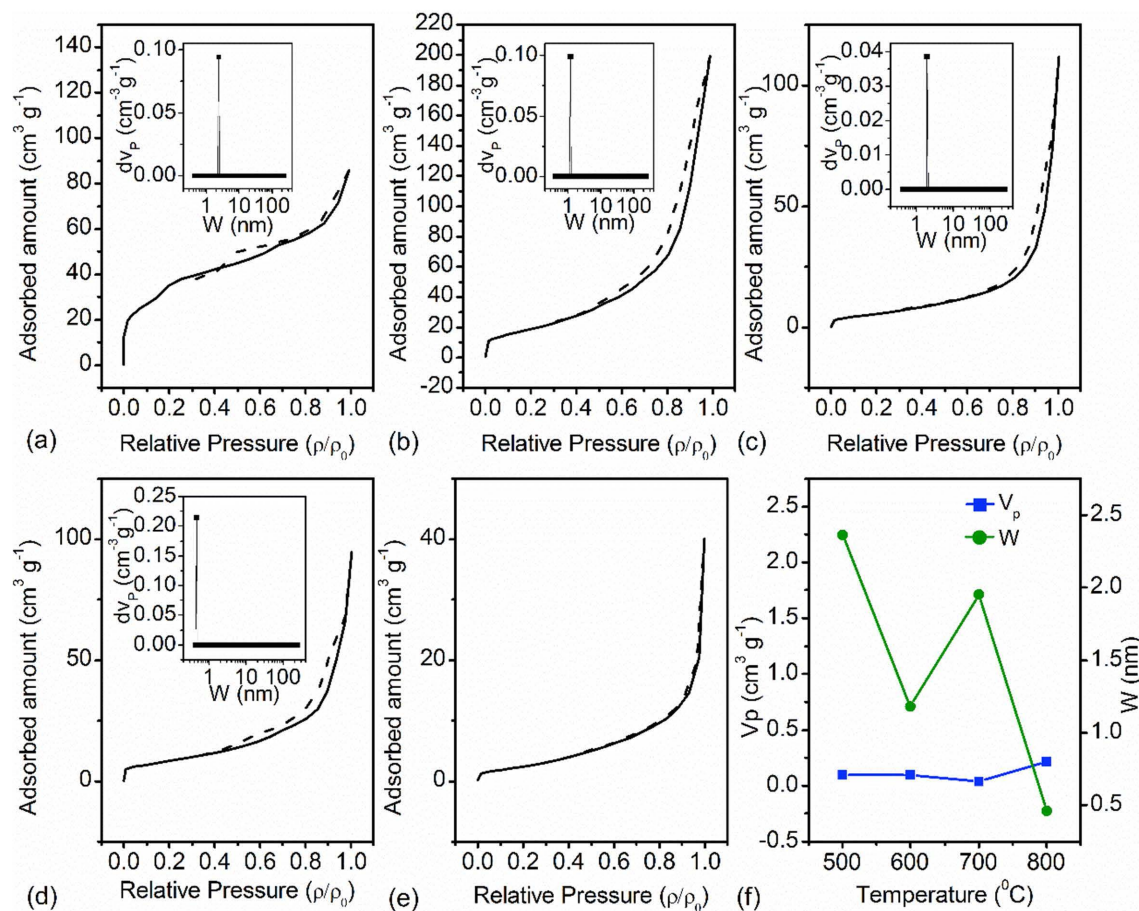 140
120
100
80
60
40
20
0
Adsorbed amount (cm³ g⁻¹)
0.10
0.05
0.00
dvₚ (cm⁻³g⁻¹)
1 10 100
W (nm)
0.0 0.2 0.4 0.6 0.8 1.0
(a) Relative Pressure (ρ/ρ₀)
220
200
180
160
140
120
100
80
60
40
20
0
-20
Adsorbed amount (cm³ g⁻¹)
0.10
0.05
0.00
dvₚ (cm⁻³g⁻¹)
1 10 100
W (nm)
0.0 0.2 0.4 0.6 0.8 1.0
(b) Relative Pressure (ρ/ρ₀)
100
50
0
Adsorbed amount (cm³ g⁻¹)
0.04
0.03
0.02
0.01
0.00
dvₚ (cm⁻³g⁻¹)
1 10 100
W (nm)
0.0 0.2 0.4 0.6 0.8 1.0
(c) Relative Pressure (ρ/ρ₀)
100
50
0
Adsorbed amount (cm³ g⁻¹)
0.25
0.20
0.15
0.10
0.05
0.00
dvₚ (cm⁻³g⁻¹)
1 10 100
W (nm)
0.0 0.2 0.4 0.6 0.8 1.0
(d) Relative Pressure (ρ/ρ₀)
40
20
0
Adsorbed amount (cm³ g⁻¹)
0.0 0.2 0.4 0.6 0.8 1.0
(e) Relative Pressure (ρ/ρ₀)
Vₚ
W
2.5
2.0
1.5
1.0
0.5
0.0
-0.5
Vp (cm³ g⁻¹)
2.5
2.0
1.5
1.0
0.5
W (nm)
500 600 700 800
(f) Temperature (⁰C)